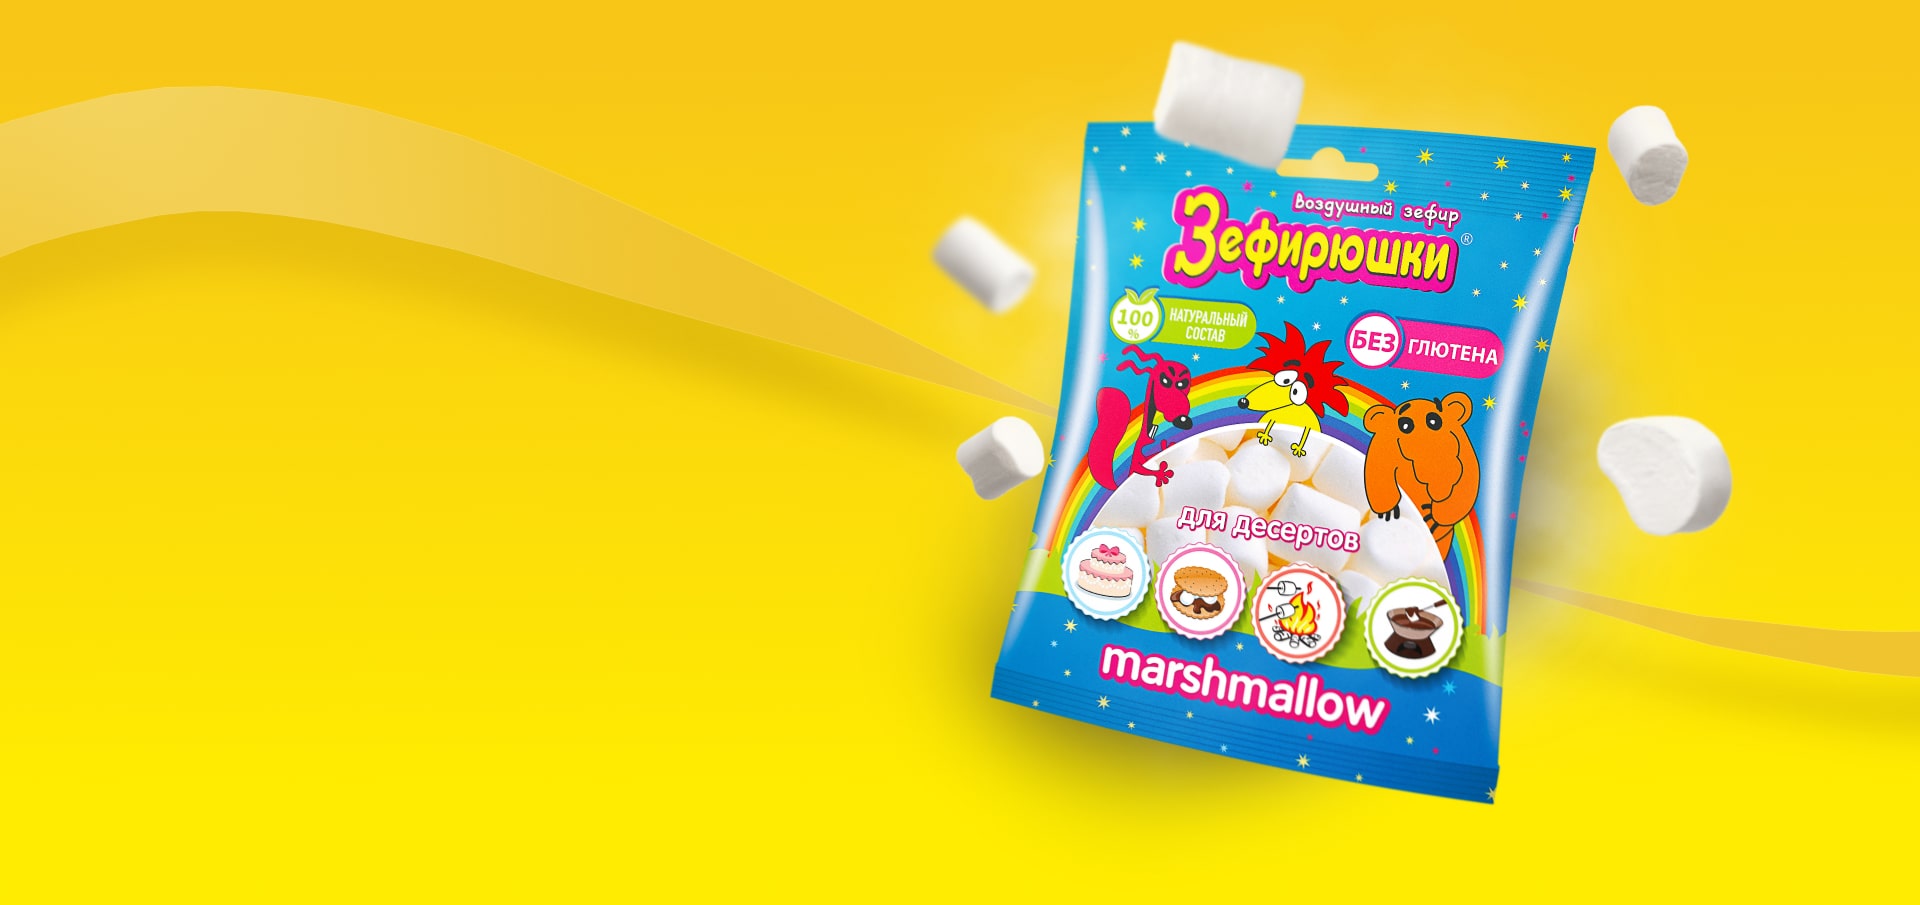 воздушный зефир
Зефирюшки ®
100
%
НАТУРАЛЬНЫЙ
СОСТАВ
БЕЗ ГЛЮТЕНА
для десертов
marshmallow